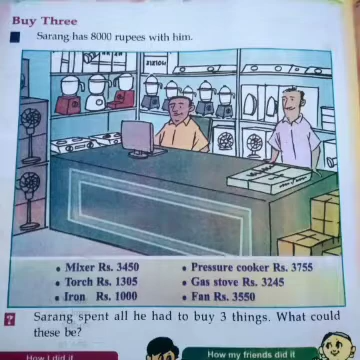 Buy Three
Sarang has 8000 rupees with him.
• Mixer Rs. 3450
• Torch Rs. 1305
• Iron Rs. 1000
• Pressure cooker Rs. 3755
• Gas stove Rs. 3245
• Fan Rs. 3550
? Sarang spent all he had to buy 3 things. What could
these be?
How I did it
How my friends did it